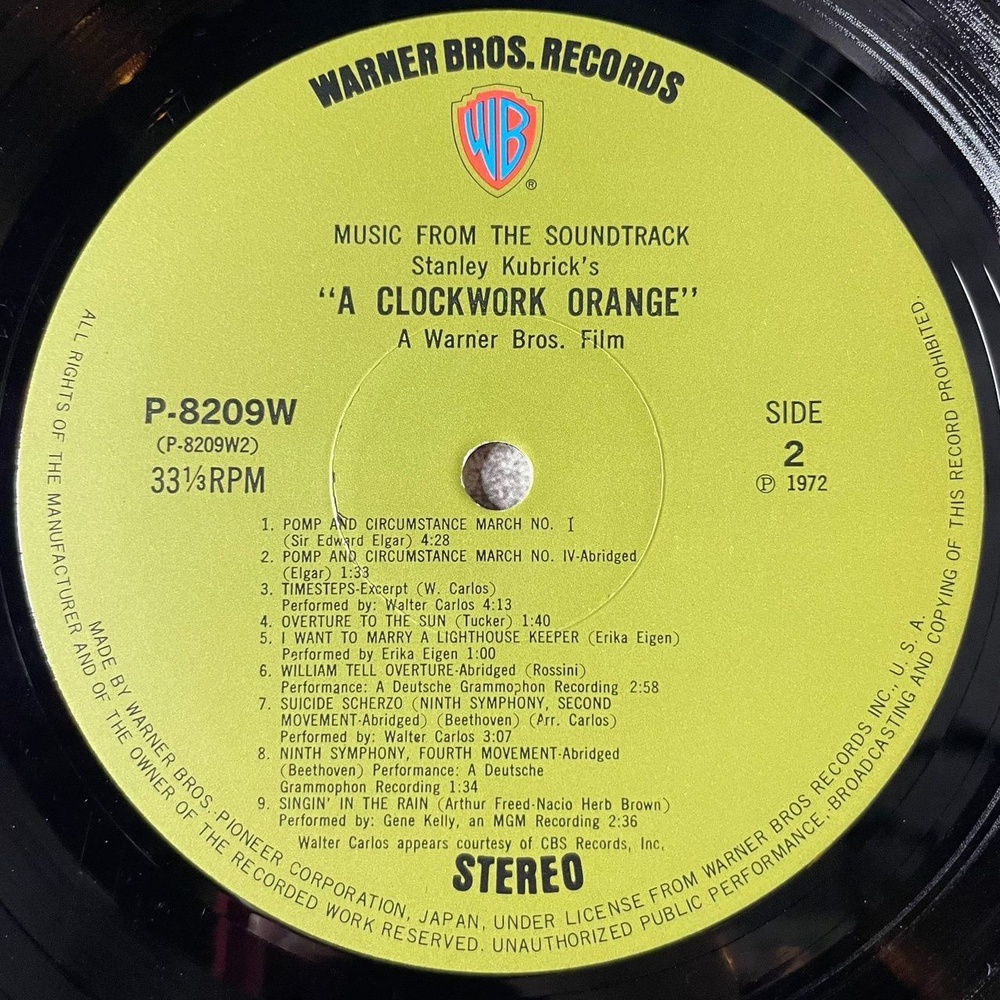 WARNER BROS. RECORDS
WB
®
MUSIC FROM THE SOUNDTRACK
Stanley Kubrick's
“A CLOCKWORK ORANGE”
A Warner Bros. Film
P-8209W
(P-8209W2)
33⅓RPM
SIDE
2
℗ 1972
1. POMP AND CIRCUMSTANCE MARCH NO. I
(Sir Edward Elgar) 4:28
2. POMP AND CIRCUMSTANCE MARCH NO. IV-Abridged
(Elgar) 1:33
3. TIMESTEPS-Excerpt (W. Carlos)
Performed by: Walter Carlos 4:13
4. OVERTURE TO THE SUN (Tucker) 1:40
5. I WANT TO MARRY A LIGHTHOUSE KEEPER (Erika Eigen)
Performed by Erika Eigen 1:00
6. WILLIAM TELL OVERTURE-Abridged (Rossini)
Performance: A Deutsche Grammophon Recording 2:58
7. SUICIDE SCHERZO (NINTH SYMPHONY, SECOND
MOVEMENT-Abridged) (Beethoven) (Arr. Carlos)
Performed by: Walter Carlos 3:07
8. NINTH SYMPHONY, FOURTH MOVEMENT-Abridged
(Beethoven) Performance: A Deutsche
Grammophon Recording 1:34
9. SINGIN' IN THE RAIN (Arthur Freed-Nacio Herb Brown)
Performed by: Gene Kelly, an MGM Recording 2:36
Walter Carlos appears courtesy of CBS Records, Inc.
STEREO
MADE BY WARNER BROS.-PIONEER CORPORATION, JAPAN, UNDER LICENSE FROM WARNER BROS RECORDS INC., U. S. A.
ALL RIGHTS OF THE MANUFACTURER AND OF THE OWNER OF THE RECORDED WORK RESERVED. UNAUTHORIZED PUBLIC PERFORMANCE, BROADCASTING AND COPYING OF THIS RECORD PROHIBITED.